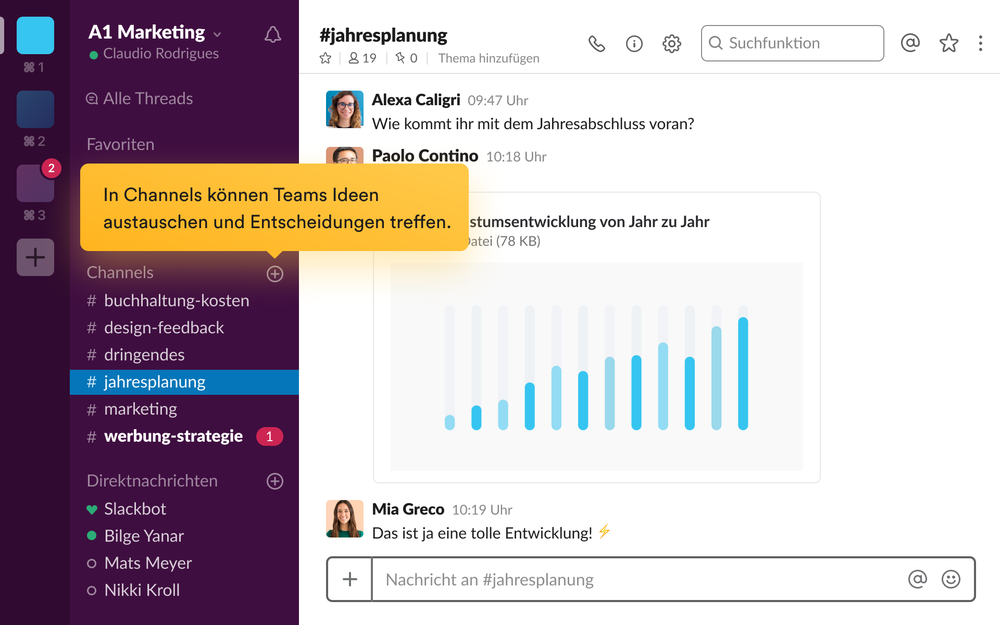 A1 Marketing
Claudio Rodrigues
⌘1
⌘2
2
⌘3
Alle Threads
Favoriten
In Channels können Teams Ideen
austauschen und Entscheidungen treffen.
Channels
# buchhaltung-kosten
# design-feedback
# dringendes
# jahresplanung
# marketing
# werbung-strategie 1
Direktnachrichten
Slackbot
Bilge Yanar
Mats Meyer
Nikki Kroll
#jahresplanung
19 | 0 | Thema hinzufügen
Suchfunktion
Alexa Caligri 09:47 Uhr
Wie kommt ihr mit dem Jahresabschluss voran?
Paolo Contino 10:18 Uhr
stumsentwicklung von Jahr zu Jahr
Datei (78 KB)
Mia Greco 10:19 Uhr
Das ist ja eine tolle Entwicklung! ⚡
Nachricht an #jahresplanung